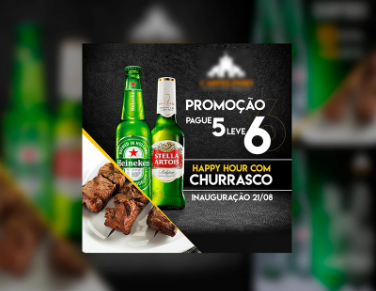 PROMOÇÃO
PAGUE 5 LEVE 6
HAPPY HOUR COM
CHURRASCO
INAUGURAÇÃO 21/08
Heineken
STELLA
ARTOIS